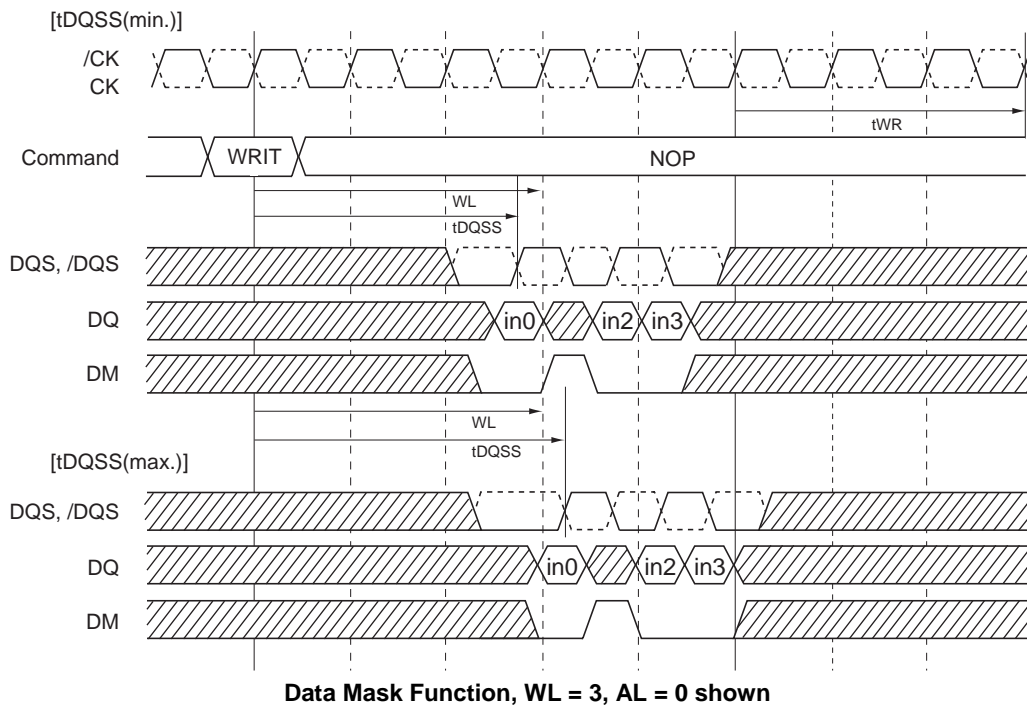 [tDQSS(min.)]
/CK
CK
tWR
Command
WRIT
NOP
WL
tDQSS
DQS, /DQS
DQ
in0
in2
in3
DM
WL
tDQSS
[tDQSS(max.)]
DQS, /DQS
DQ
in0
in2
in3
DM
Data Mask Function, WL = 3, AL = 0 shown